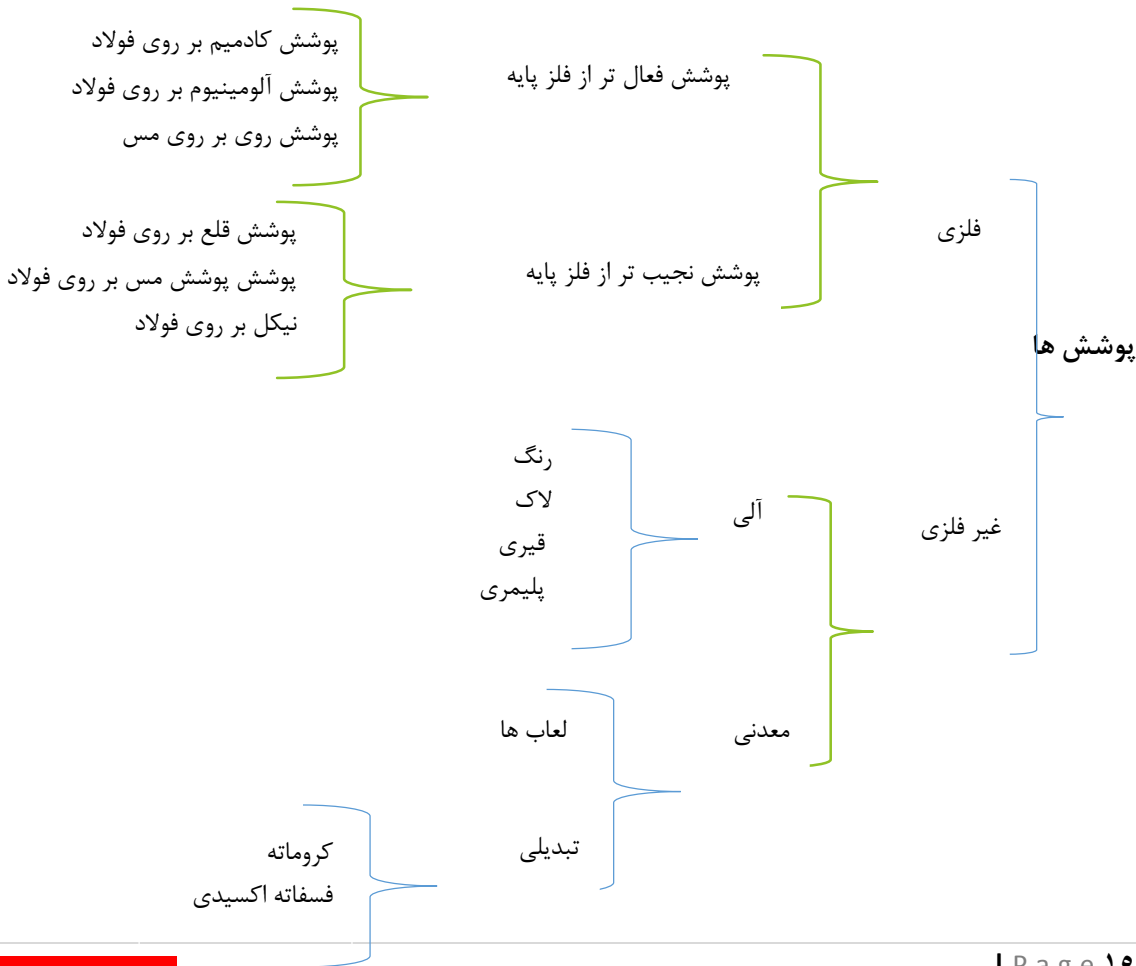 پوشش ها
فلزی
پوشش فعال تر از فلز پایه
پوشش کادمیم بر روی فولاد
پوشش آلومینیوم بر روی فولاد
پوشش روی بر روی مس
پوشش نجیب تر از فلز پایه
پوشش قلع بر روی فولاد
پوشش پوشش مس بر روی فولاد
نیکل بر روی فولاد
غیر فلزی
آلی
رنگ
لاک
قیری
پلیمری
معدنی
لعاب ها
تبدیلی
کروماته
فسفاته اکسیدی
| Page ۱۹